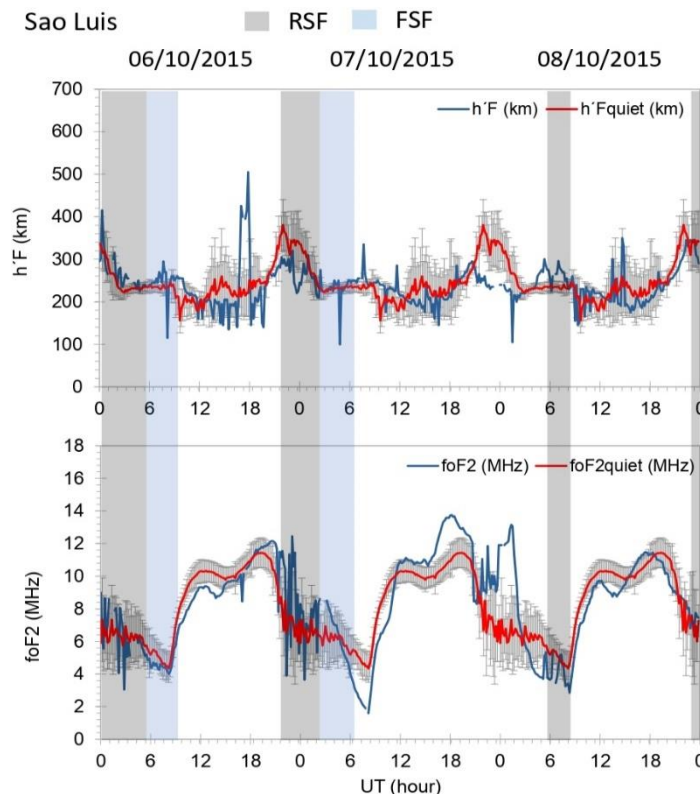 Sao Luis RSF FSF
06/10/2015 07/10/2015 08/10/2015
700
600
500
400
300
200
100
0
h´F (km)
h´F (km) h´Fquiet (km)
0 6 12 18 0 6 12 18 0 6 12 18 0
18
16
14
12
10
8
6
4
2
0
foF2 (MHz)
foF2 (MHz) foF2quiet (MHz)
0 6 12 18 0 6 12 18 0 6 12 18 0
UT (hour)